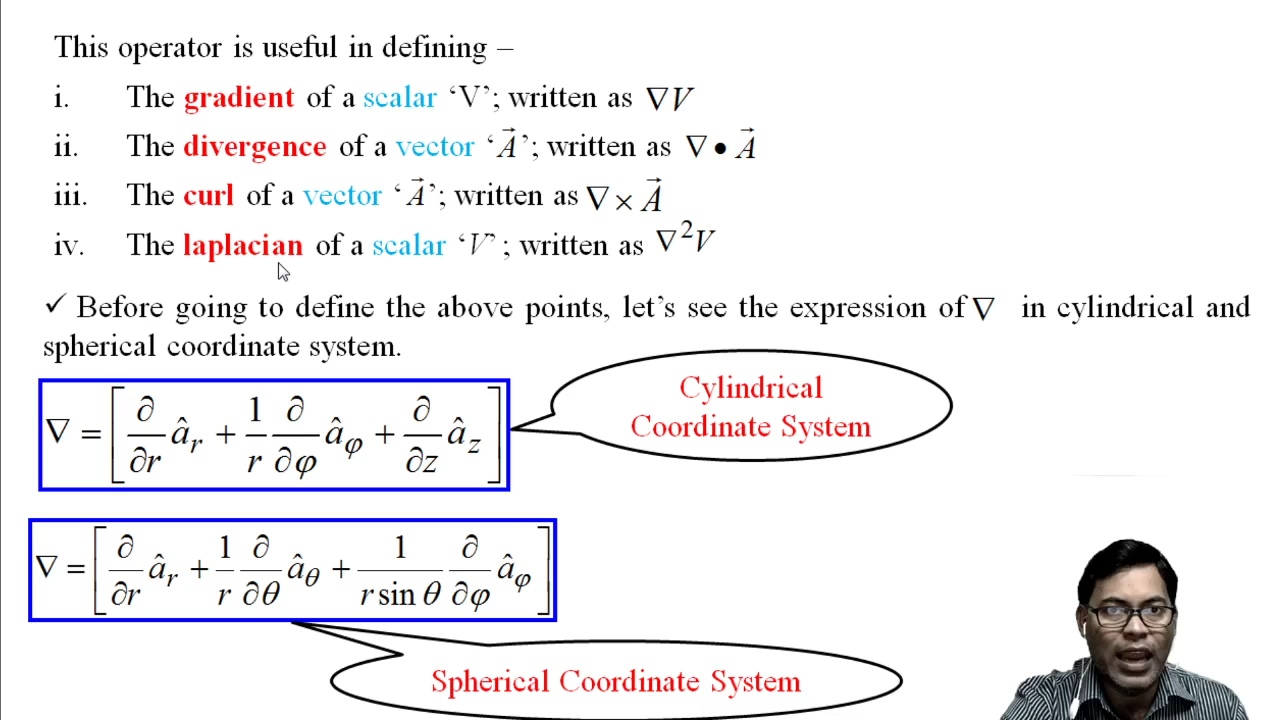 This operator is useful in defining –
i. The gradient of a scalar ‘V’; written as ∇V
ii. The divergence of a vector ‘A⃗’; written as ∇ • A⃗
iii. The curl of a vector ‘A⃗’; written as ∇ × A⃗
iv. The laplacian of a scalar ‘V’ ; written as ∇²V
✓ Before going to define the above points, let’s see the expression of ∇ in cylindrical and
spherical coordinate system.
∇ = [ ∂/∂r â_r + 1/r ∂/∂φ â_φ + ∂/∂z â_z ]
Cylindrical
Coordinate System
∇ = [ ∂/∂r â_r + 1/r ∂/∂θ â_θ + 1/(r sin θ) ∂/∂φ â_φ ]
Spherical Coordinate System